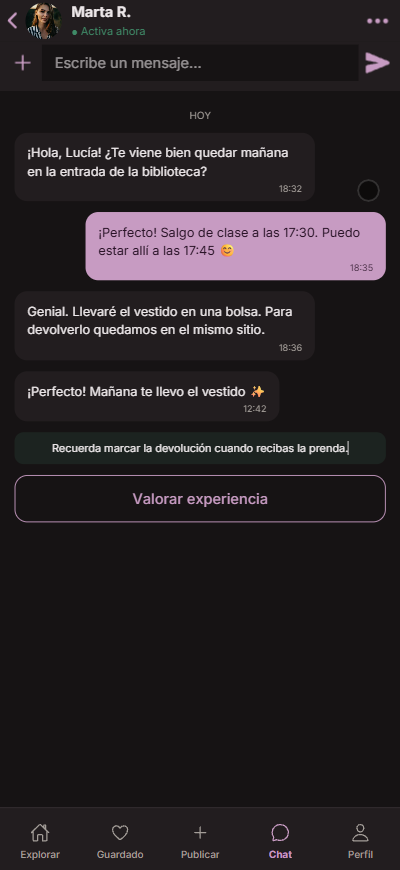 Marta R.
Activa ahora
Escribe un mensaje...
HOY
¡Hola, Lucía! ¿Te viene bien quedar mañana
en la entrada de la biblioteca?
18:32
¡Perfecto! Salgo de clase a las 17:30. Puedo
estar allí a las 17:45 😊
18:35
Genial. Llevaré el vestido en una bolsa. Para
devolverlo quedamos en el mismo sitio.
18:36
¡Perfecto! Mañana te llevo el vestido ✨
12:42
Recuerda marcar la devolución cuando recibas la prenda.
Valorar experiencia
Explorar
Guardado
Publicar
Chat
Perfil